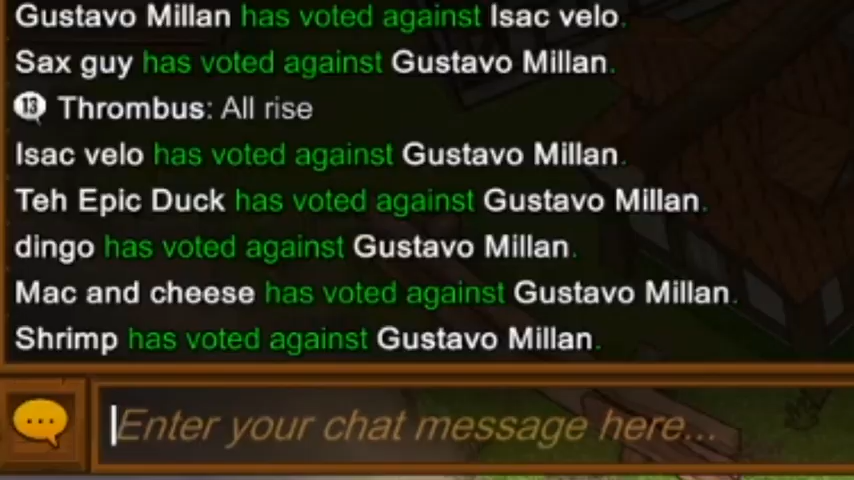 Gustavo Millan has voted against Isac velo.
Sax guy has voted against Gustavo Millan.
13 Thrombus: All rise
Isac velo has voted against Gustavo Millan.
Teh Epic Duck has voted against Gustavo Millan.
dingo has voted against Gustavo Millan.
Mac and cheese has voted against Gustavo Millan.
Shrimp has voted against Gustavo Millan.
Enter your chat message here...